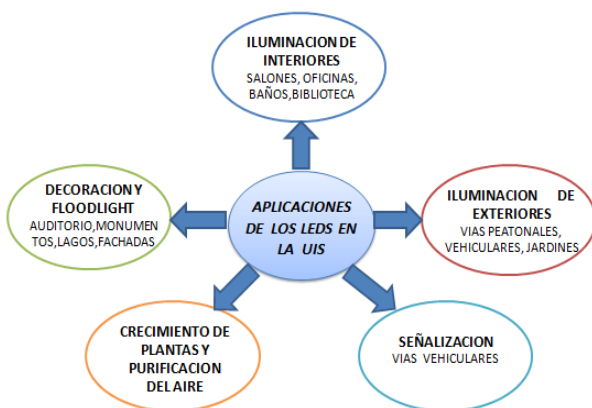 ILUMINACION DE
INTERIORES
SALONES, OFICINAS,
BAÑOS,BIBLIOTECA
DECORACION Y
FLOODLIGHT
AUDITORIO,MONUMEN
TOS,LAGOS,FACHADAS
APLICACIONES
DE LOS LEDS EN
LA UIS
ILUMINACION DE
EXTERIORES
VIAS PEATONALES,
VEHICULARES, JARDINES
CRECIMIENTO DE
PLANTAS Y
PURIFICACION
DEL AIRE
SEÑALIZACION
VIAS VEHICULARES